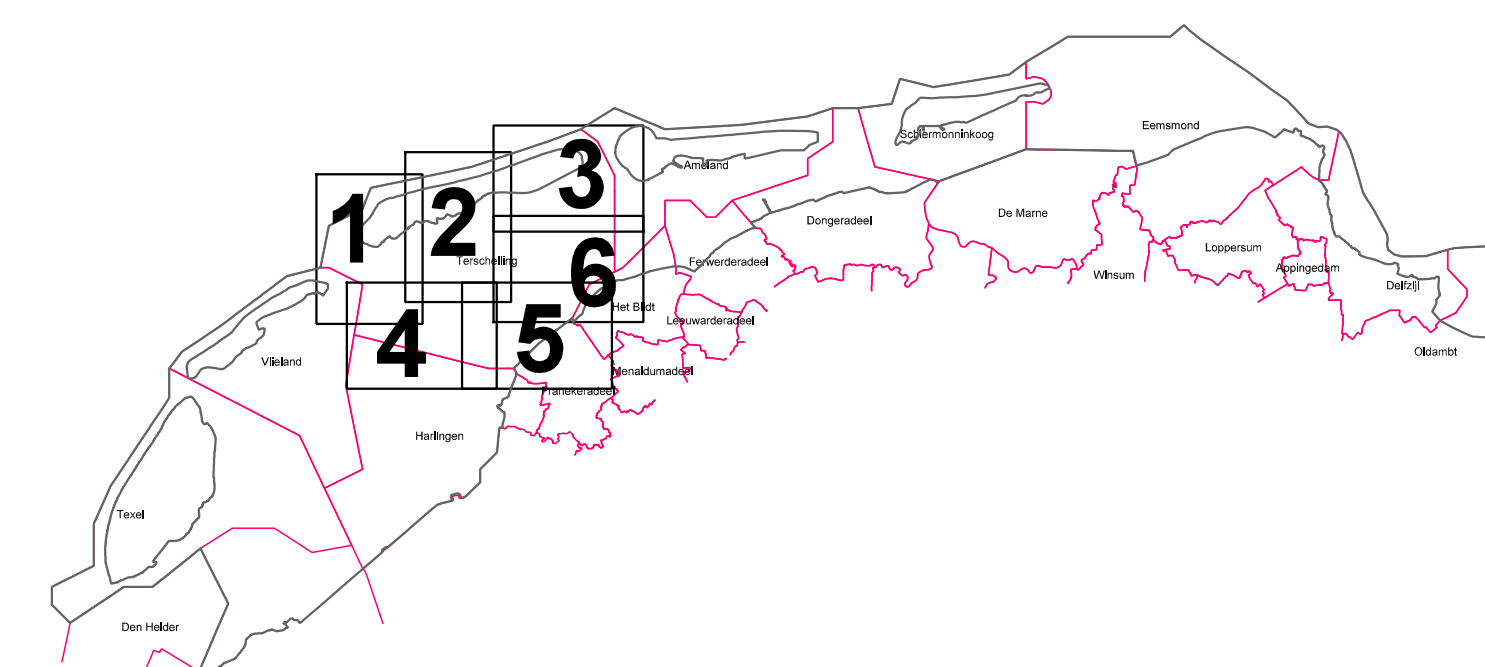 Schiermonninkoog
Eemsmond
3
Ameland
1
2
Dongeradeel
De Marne
Loppersum
Terschelling
Ferwerderadeel
6
Winsum
Appingedam
Delfzijl
Het Bildt
Leeuwarderadeel
4
5
Oldambt
Vlieland
Menaldumadeel
Franekeradeel
Harlingen
Texel
Den Helder